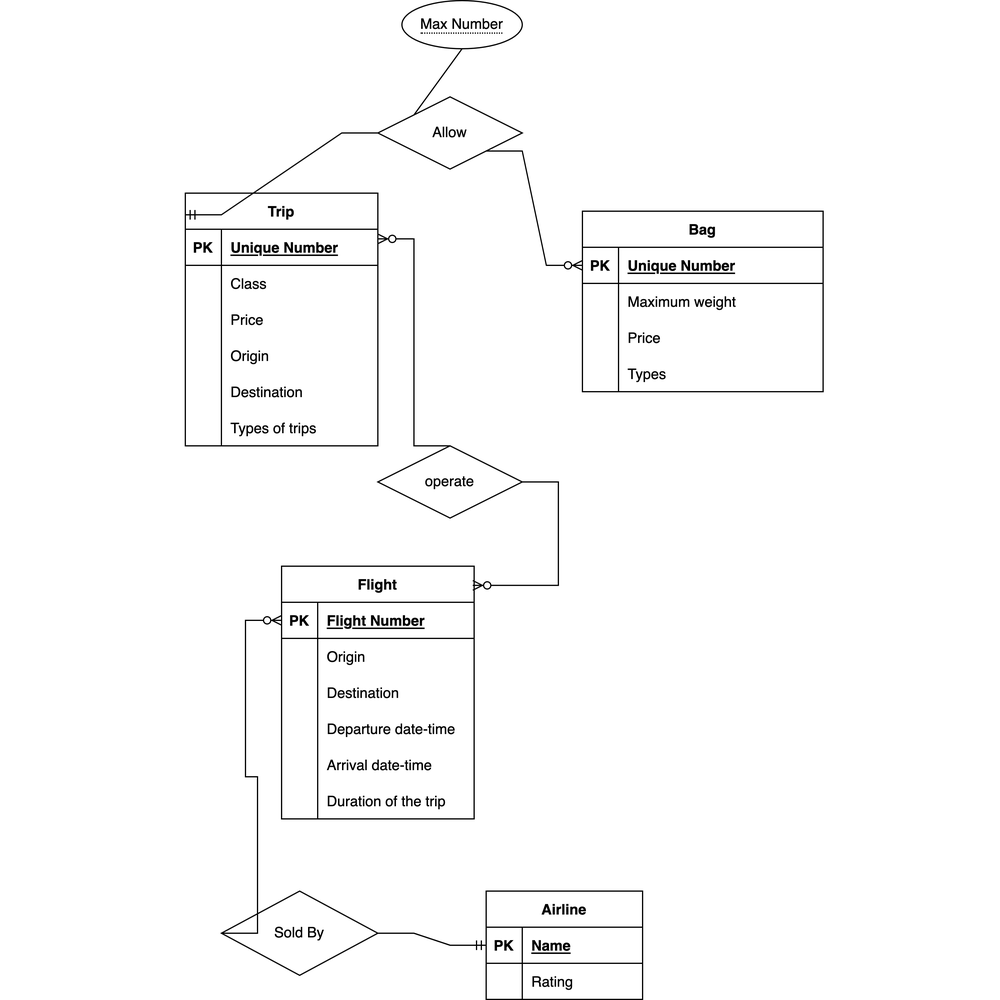 Max Number
Allow
Trip
PK Unique Number
Class
Price
Origin
Destination
Types of trips
Bag
PK Unique Number
Maximum weight
Price
Types
operate
Flight
PK Flight Number
Origin
Destination
Departure date-time
Arrival date-time
Duration of the trip
Sold By
Airline
PK Name
Rating